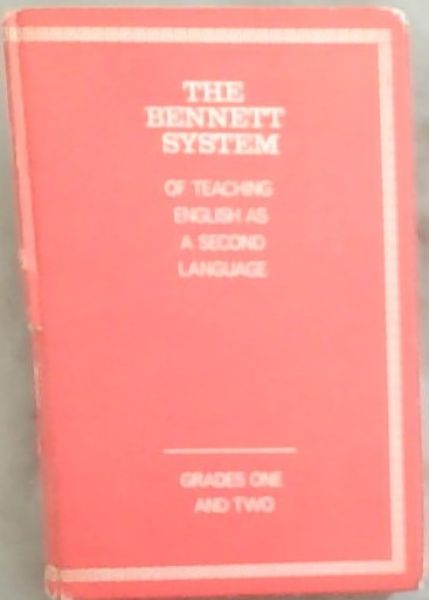 THE
BENNETT
SYSTEM
OF TEACHING
ENGLISH AS
A SECOND
LANGUAGE
GRADES ONE
AND TWO